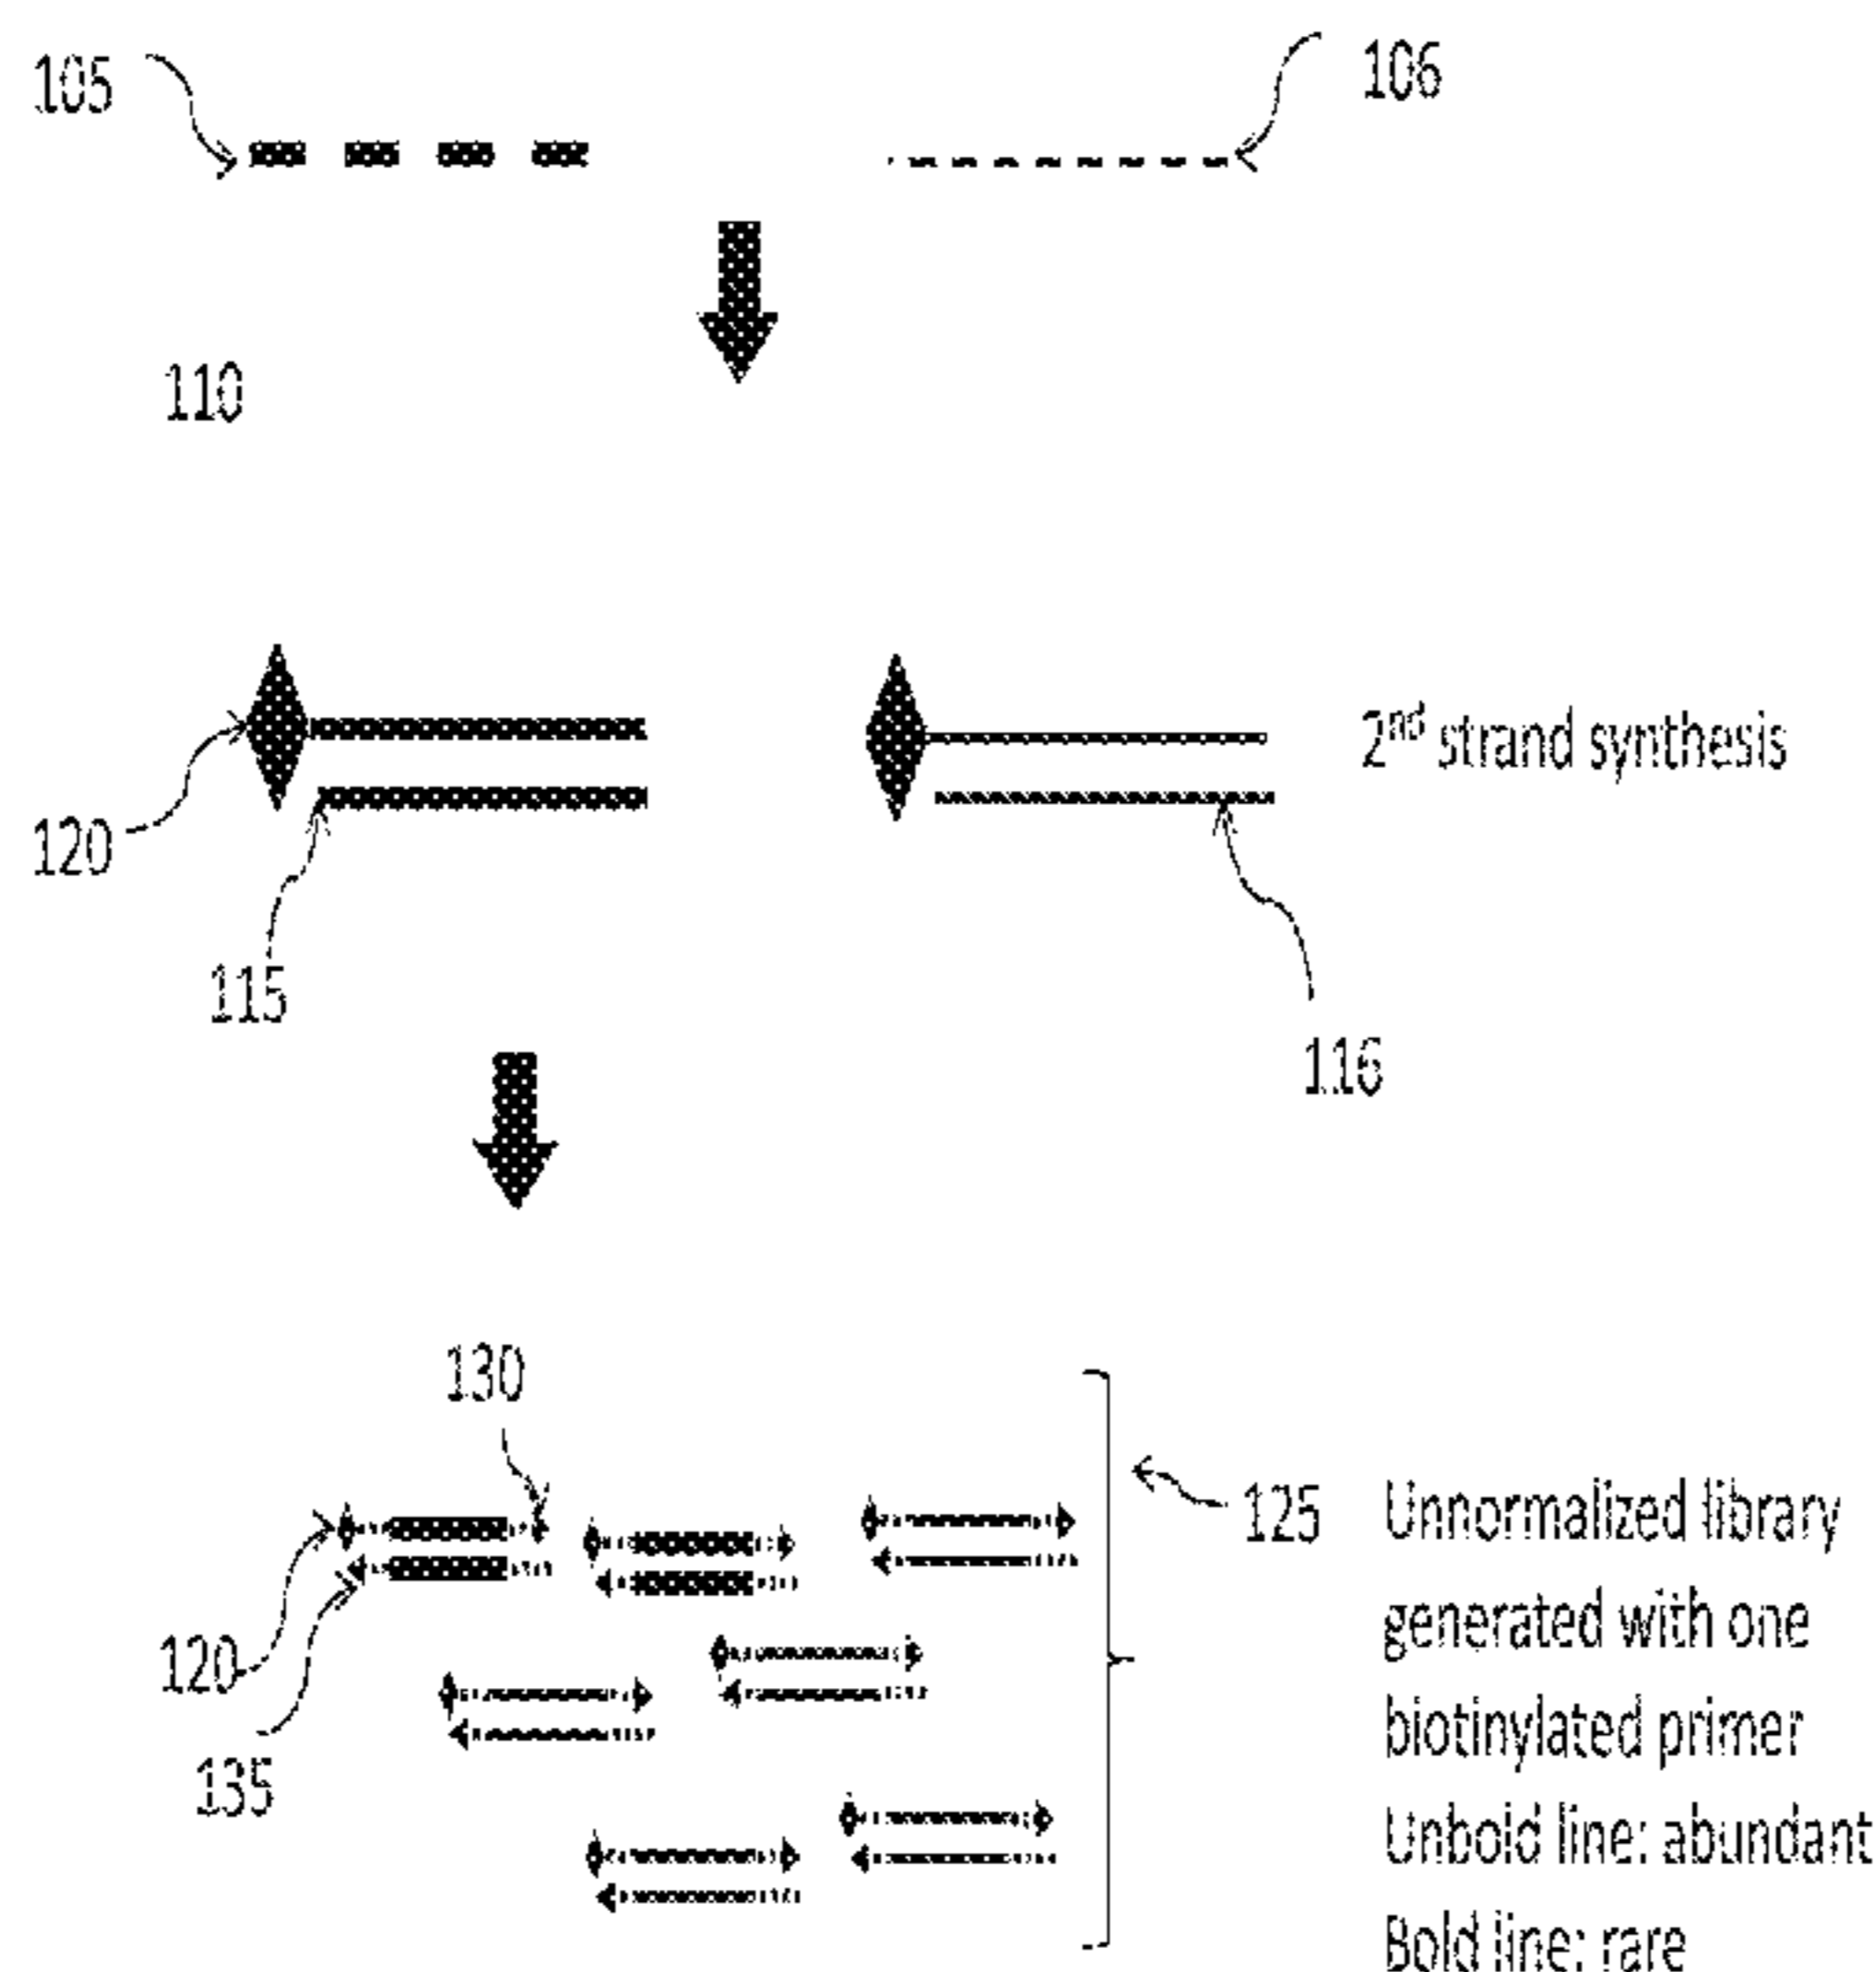 105
106
110
2nd strand synthesis
120
115
116
130
125
Unnormalized library
generated with one
biotinylated primer
Unbold line: abundant
Bold line: rare
120
135